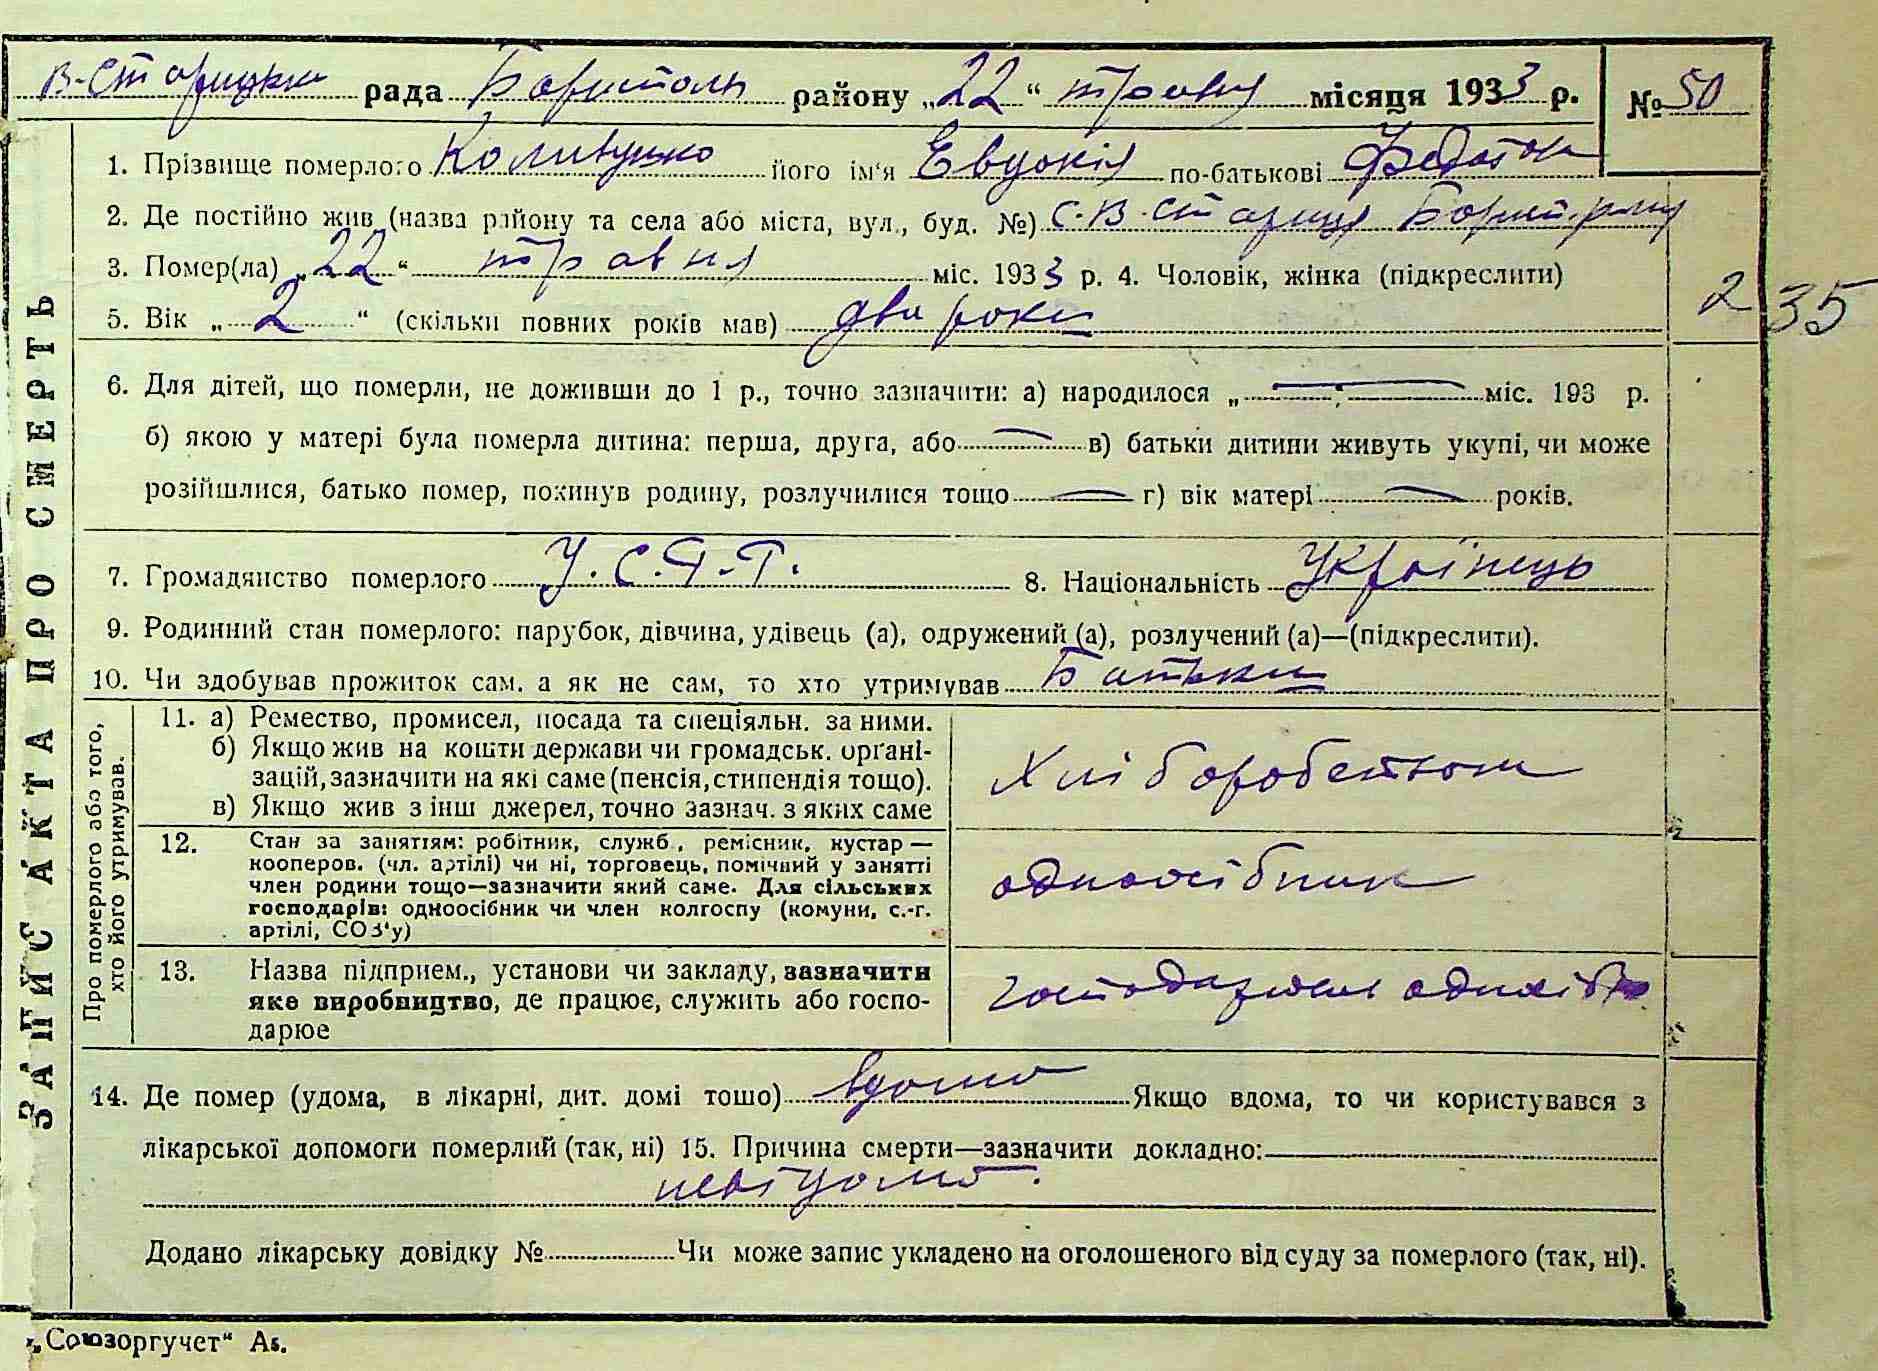 В-Старицька рада Бориспіль району „22“ травня місяця 1933 р. № 50
ЗАПИС АКТА ПРО СМЕРТЬ
1. Прізвище померлого його ім‘я Евдокія по-батькові Федотов
2. Де постійно жив (назва району та села або міста, вул., буд. №) с. В-Стариця
3. Помер(ла) „22“ травня міс. 1933 р. 4. Чоловік, жінка (підкреслити)
5. Вік „2“ (скільки повних років мав) два роки
2 35
6. Для дітей, що померли, не доживши до 1 р., точно зазначити: а) народилося „ міс. 193 р.
б) якою у матері була померла дитина: перша, друга, або в) батьки дитини живуть укупі, чи може
розійшлися, батько помер, покинув родину, розлучилися тощо г) вік матері років.
7. Громадянство померлого У.С.Р.Р. 8. Національність Українець
9. Родинний стан померлого: парубок, дівчина, удівець (а), одружений (а), розлучений (а)—(підкреслити).
10. Чи здобував прожиток сам, а як не сам, то хто утримував Батьки
Про померлого або того,
хто його утримував.
11. а) Ремество, промисел, посада та спеціяльн. за ними.
б) Якщо жив на кошти держави чи громадськ. органі-
зацій, зазначити на які саме (пенсія, стипендія тощо).
в) Якщо жив з інш джерел, точно зазнач. з яких саме
Хліборобством
12. Стан за заняттям: робітник, служб., ремісник, кустар —
кооперов. (чл. артілі) чи ні, торговець, помічний у занятті
член родини тощо—зазначити який саме. Для сільських
господарів: одноосібник чи член колгоспу (комуни, с.-г.
артілі, СОЗ‘у)
одноосібник
13. Назва підприєм., установи чи закладу, зазначити
яке виробництво, де працює, служить або госпо-
дарює
14. Де помер (удома, в лікарні, дит. домі тощо) вдома Якщо вдома, то чи користувався з
лікарської допомоги померлий (так, ні) 15. Причина смерти—зазначити докладно:
невідомо.
Додано лікарську довідку № Чи може запис укладено на оголошеного від суду за померлого (так, ні).
„Союзоргучет“ А5.